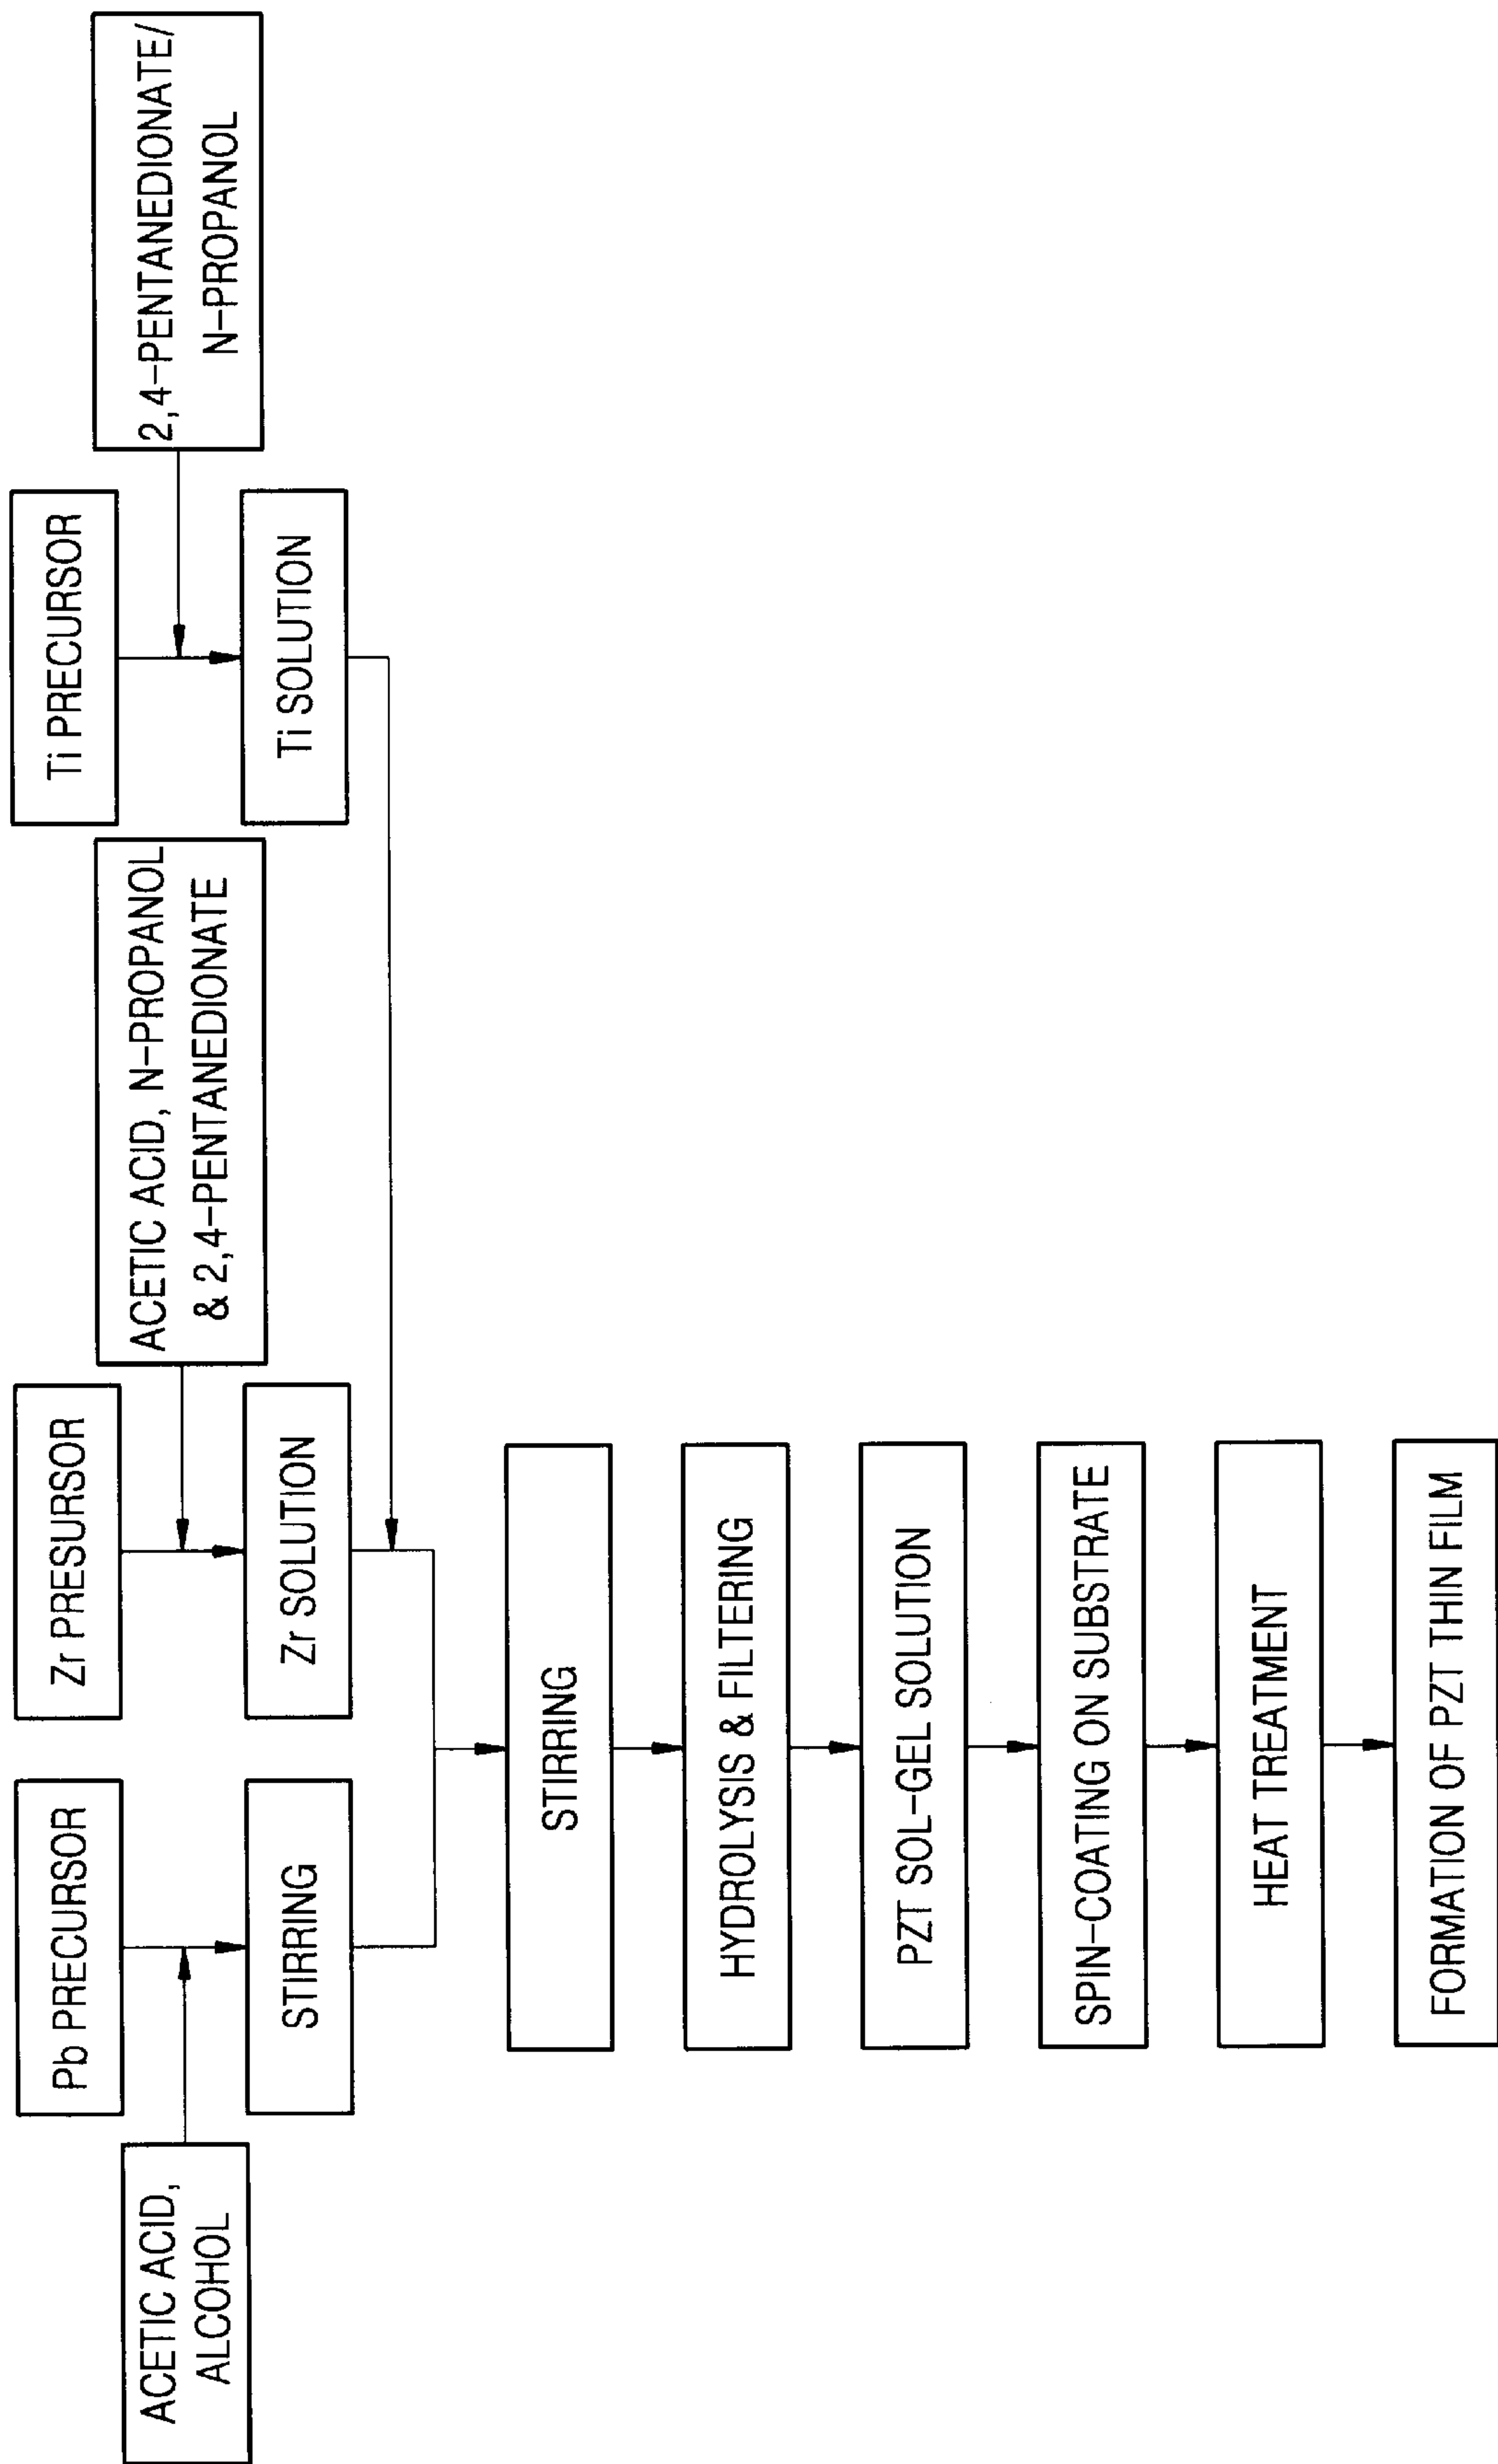 Pb PRECURSOR
Zr PRESURSOR
Ti PRECURSOR
ACETIC ACID,
ALCOHOL
ACETIC ACID, N-PROPANOL
& 2,4-PENTANEDIONATE
2,4-PENTANEDIONATE/
N-PROPANOL
STIRRING
Zr SOLUTION
Ti SOLUTION
STIRRING
HYDROLYSIS & FILTERING
PZT SOL-GEL SOLUTION
SPIN-COATING ON SUBSTRATE
HEAT TREATMENT
FORMATION OF PZT THIN FILM